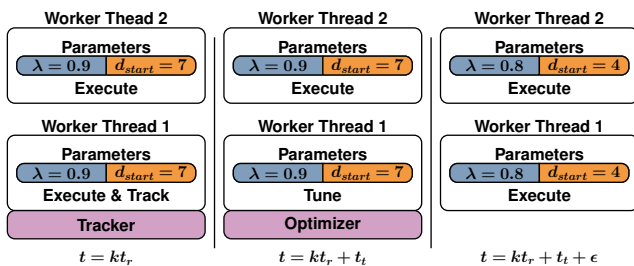 Worker Thead 2
Parameters
λ = 0.9 d_start = 7
Execute
Worker Thread 1
Parameters
λ = 0.9 d_start = 7
Execute & Track
Tracker
t = kt_r
Worker Thread 2
Parameters
λ = 0.9 d_start = 7
Execute
Worker Thread 1
Parameters
λ = 0.9 d_start = 7
Tune
Optimizer
t = kt_r + t_t
Worker Thread 2
Parameters
λ = 0.8 d_start = 4
Execute
Worker Thread 1
Parameters
λ = 0.8 d_start = 4
Execute
t = kt_r + t_t + ϵ